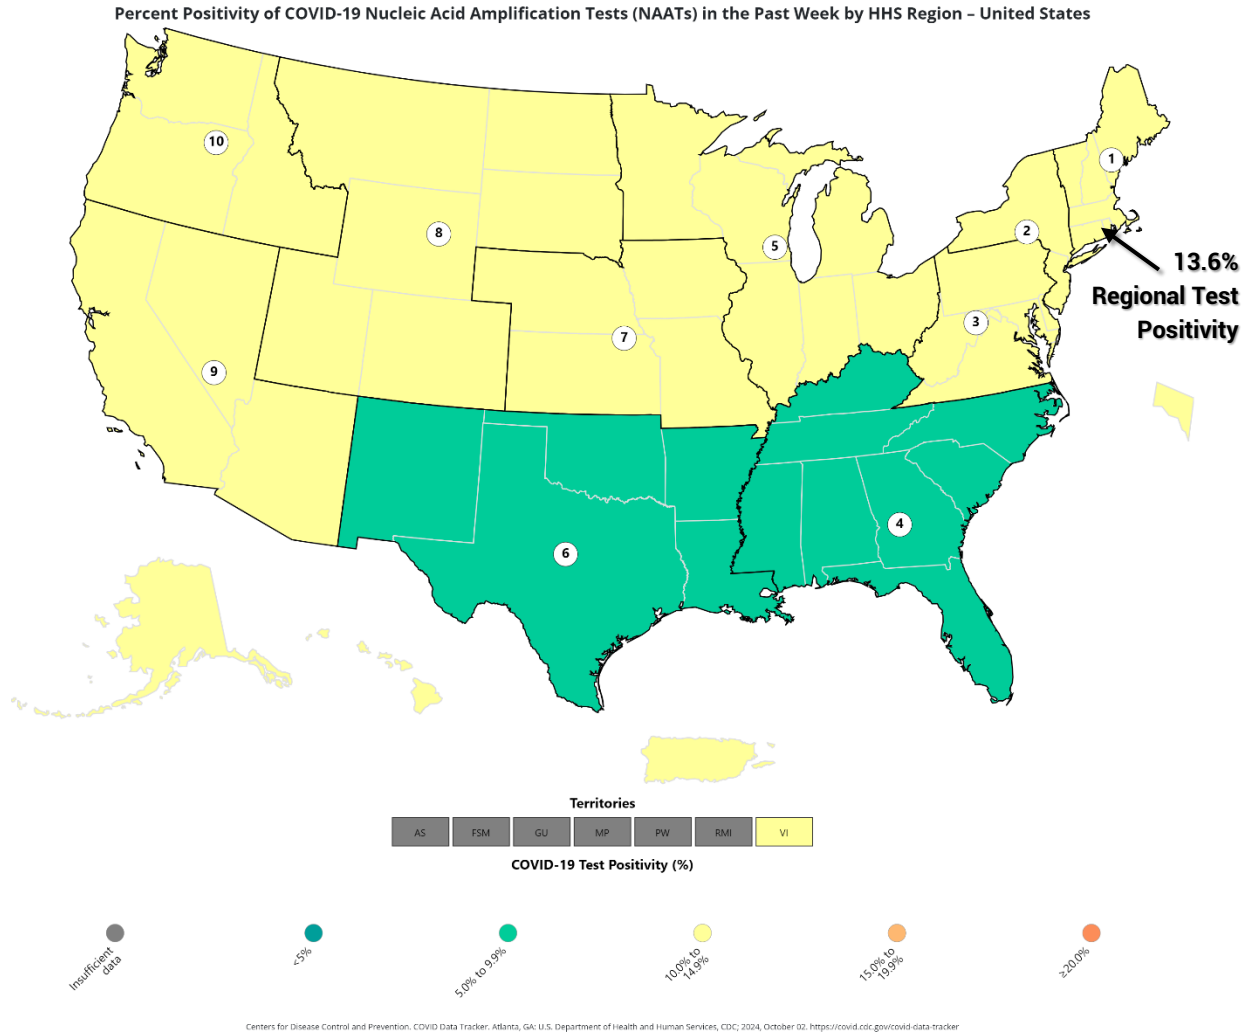 Percent Positivity of COVID-19 Nucleic Acid Amplification Tests (NAATs) in the Past Week by HHS Region – United States
10
1
8
2
5
13.6%
Regional Test
Positivity
3
7
9
4
6
Territories
AS
FSM
GU
MP
PW
RMI
VI
COVID-19 Test Positivity (%)
Insufficient
data
<5%
5.0% to 9.9%
10.0% to
14.9%
15.0% to
19.9%
≥20.0%
Centers for Disease Control and Prevention. COVID Data Tracker. Atlanta, GA: U.S. Department of Health and Human Services, CDC; 2024, October 02. https://covid.cdc.gov/covid-data-tracker